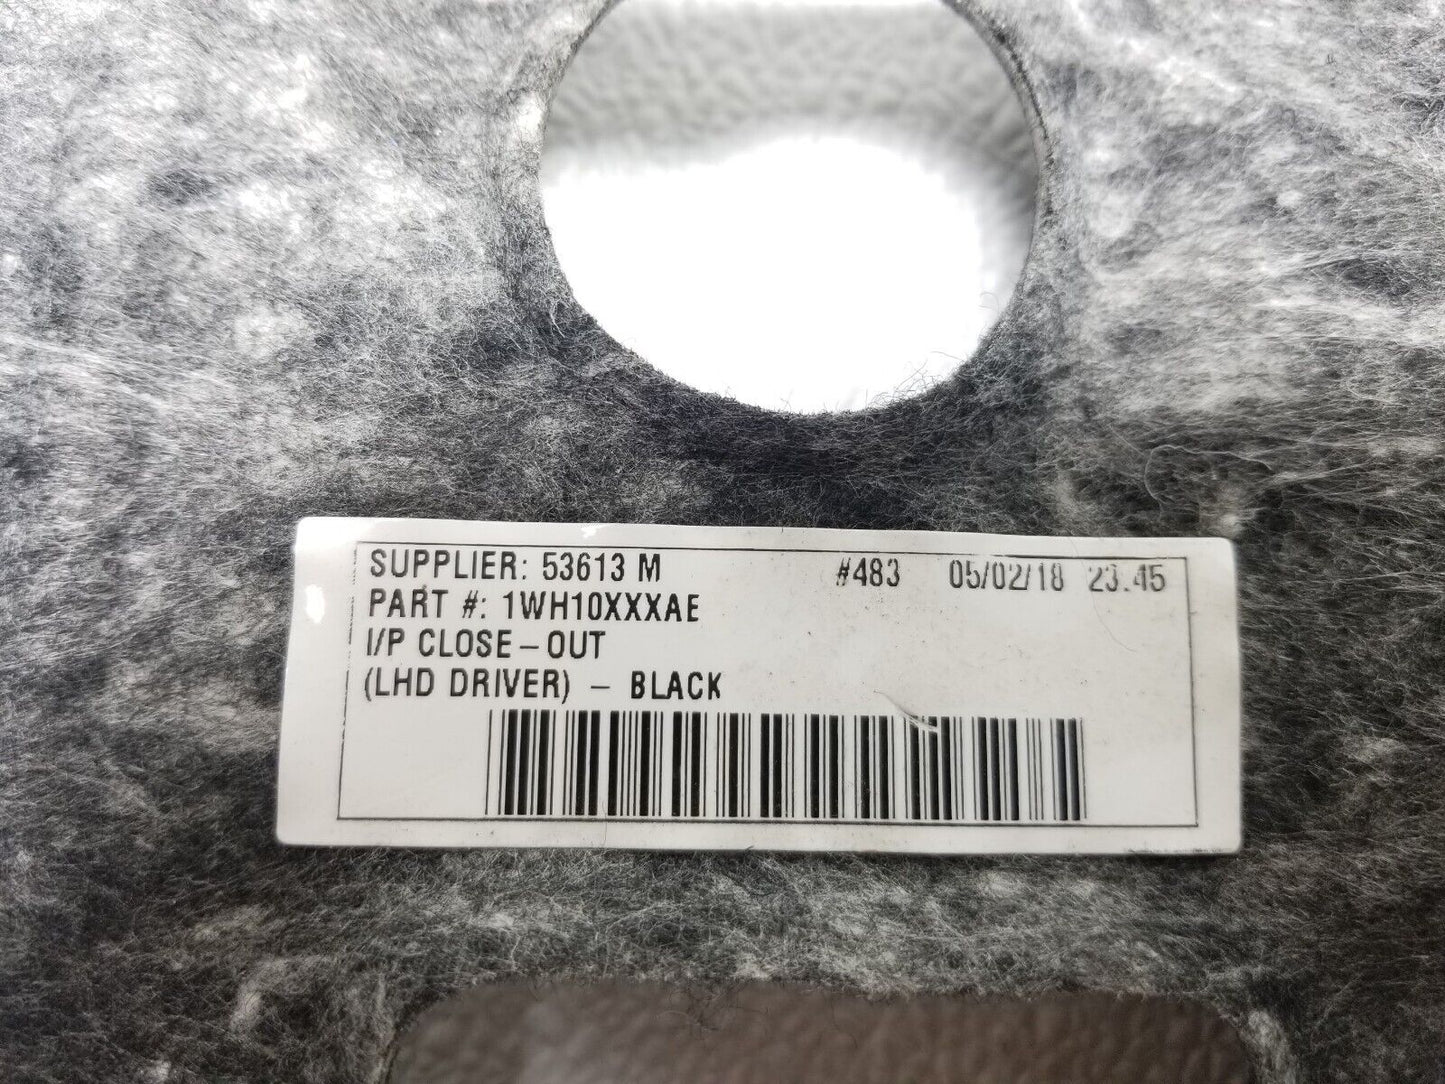 SUPPLIER: 53613 M #483 05/02/18 23:45
PART #: 1WH10XXXAE
I/P CLOSE-OUT
(LHD DRIVER) - BLACK